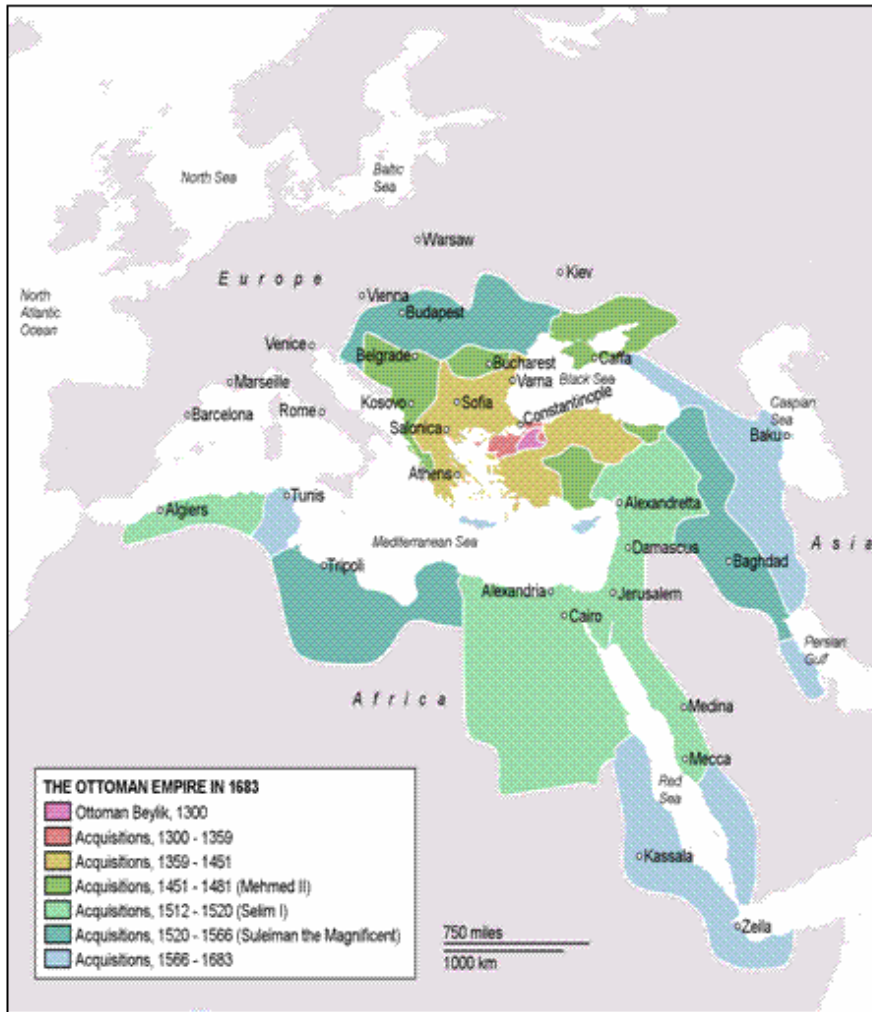 North Sea
Baltic
Sea
Warsaw
Kiev
Europe
North
Atlantic
Ocean
Vienna
Budapest
Venice
Belgrade
Bucharest
Caffa
Varna
Black Sea
Marseille
Caspian
Sea
Barcelona
Rome
Kosovo
Sofia
Constantinople
Salonica
Baku
Athens
Tunis
Algiers
Alexandretta
Mediterranean Sea
Damascus
Asia
Tripoli
Baghdad
Alexandria
Jerusalem
Cairo
Persian
Gulf
Africa
Medina
Mecca
Red
Sea
Kassala
Zeila
THE OTTOMAN EMPIRE IN 1683
Ottoman Beylik, 1300
Acquisitions, 1300 - 1359
Acquisitions, 1359 - 1451
Acquisitions, 1451 - 1481 (Mehmed II)
Acquisitions, 1512 - 1520 (Selim I)
Acquisitions, 1520 - 1566 (Suleiman the Magnificent)
Acquisitions, 1566 - 1683
750 miles
1000 km